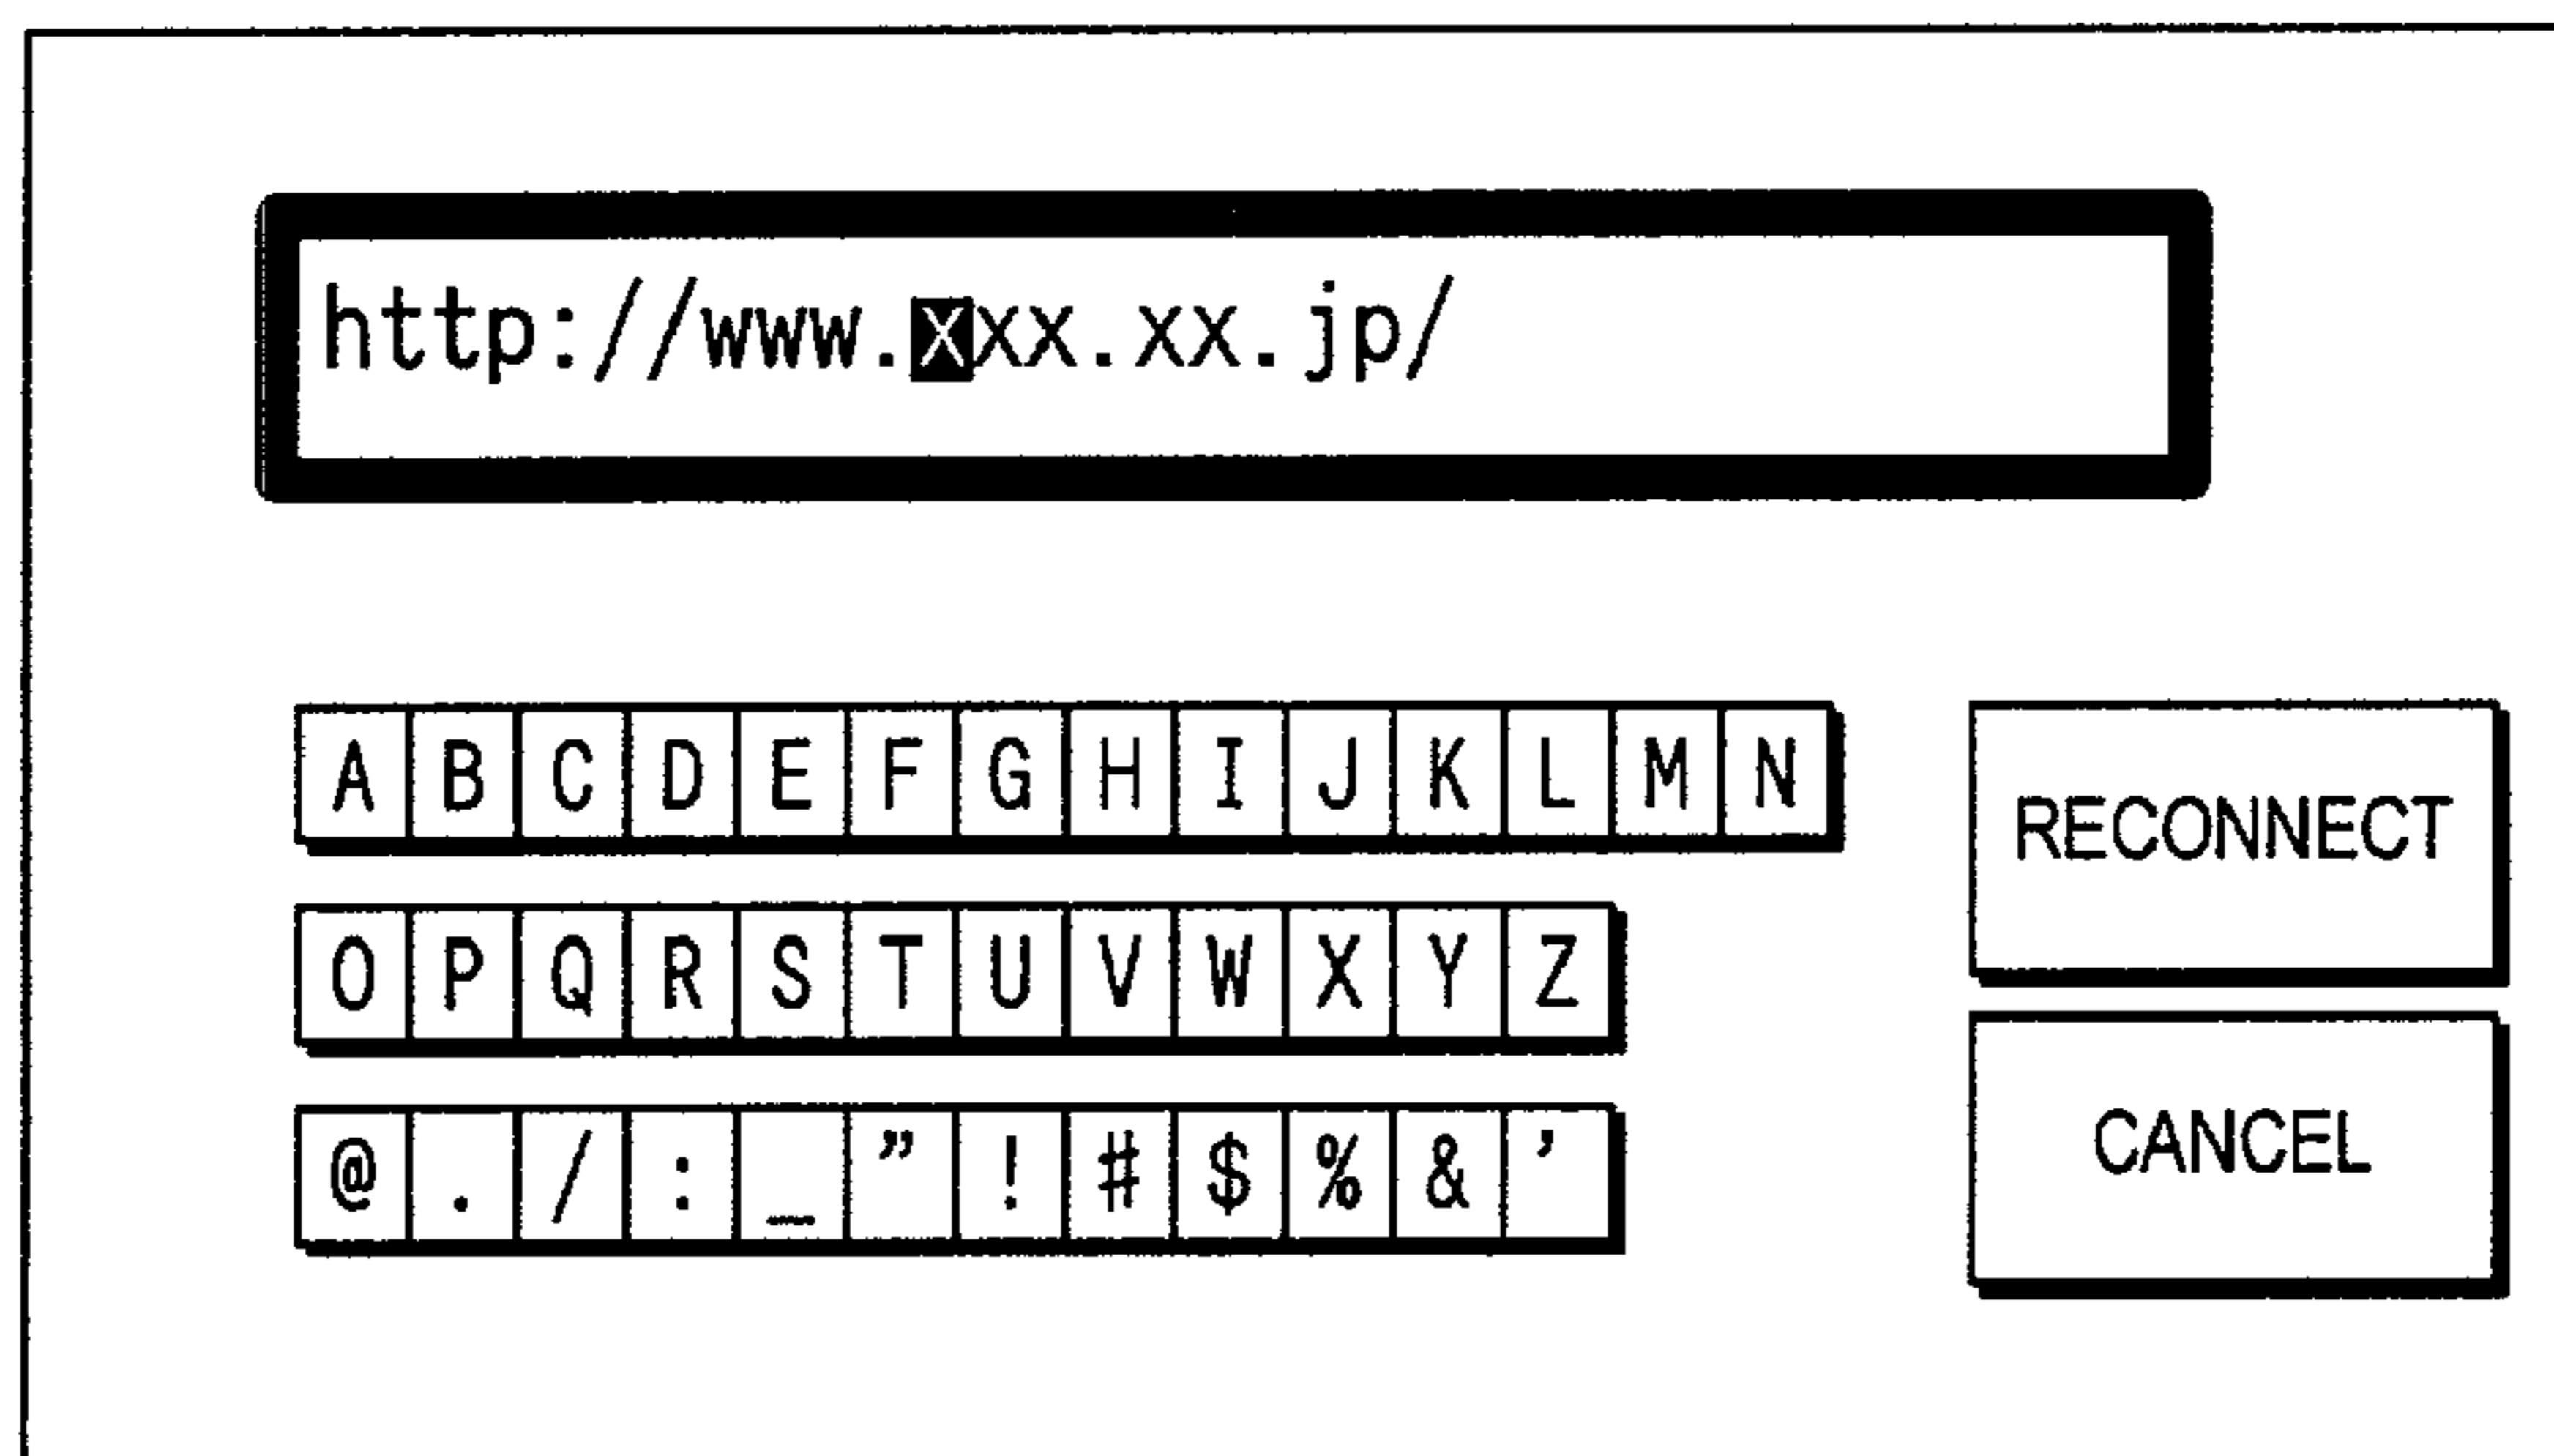 http://www.xxx.xx.jp/
A B C D E F G H I J K L M N
RECONNECT
O P Q R S T U V W X Y Z
@ . / : _ ” ! # $ % & ’
CANCEL